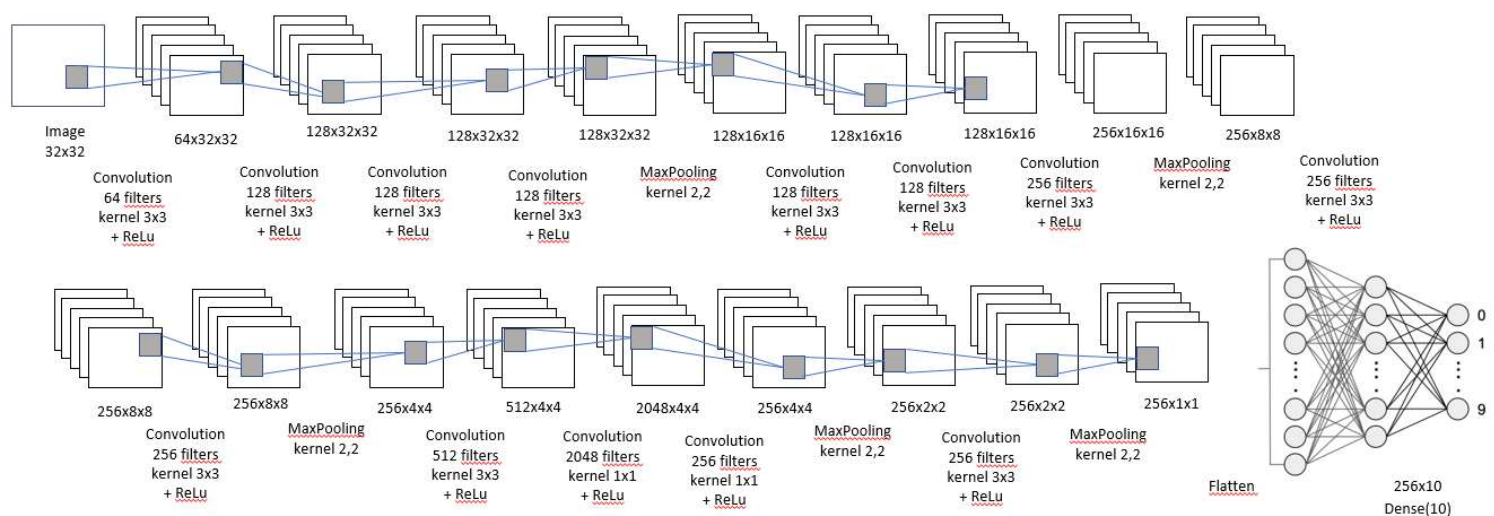 Image
32x32
64x32x32
128x32x32
128x32x32
128x32x32
128x16x16
128x16x16
128x16x16
256x16x16
256x8x8
Convolution
64 filters
kernel 3x3
+ ReLu
Convolution
128 filters
kernel 3x3
+ ReLu
Convolution
128 filters
kernel 3x3
+ ReLu
Convolution
128 filters
kernel 3x3
+ ReLu
MaxPooling
kernel 2,2
Convolution
128 filters
kernel 3x3
+ ReLu
Convolution
128 filters
kernel 3x3
+ ReLu
Convolution
256 filters
kernel 3x3
+ ReLu
MaxPooling
kernel 2,2
Convolution
256 filters
kernel 3x3
+ ReLu
256x8x8
256x8x8
256x4x4
512x4x4
2048x4x4
256x4x4
256x2x2
256x2x2
256x1x1
Convolution
256 filters
kernel 3x3
+ ReLu
MaxPooling
kernel 2,2
Convolution
512 filters
kernel 3x3
+ ReLu
Convolution
2048 filters
kernel 1x1
+ ReLu
Convolution
256 filters
kernel 1x1
+ ReLu
MaxPooling
kernel 2,2
Convolution
256 filters
kernel 3x3
+ ReLu
MaxPooling
kernel 2,2
0
1
9
Flatten
256x10
Dense(10)